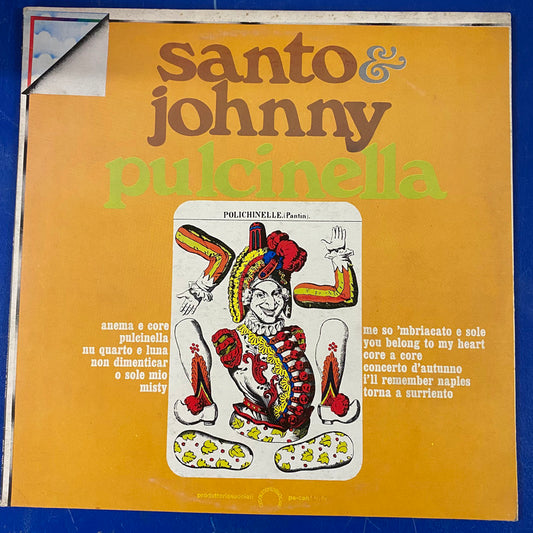 santo &
johnny
pulcinella
POLICHINELLE.(Pantin).
anema e core
pulcinella
nu quarto e luna
non dimenticar
o sole mio
misty
me so 'mbriacato e sole
you belong to my heart
core a core
concerto d'autunno
i'll remember naples
torna a surriento
produttoriassociati